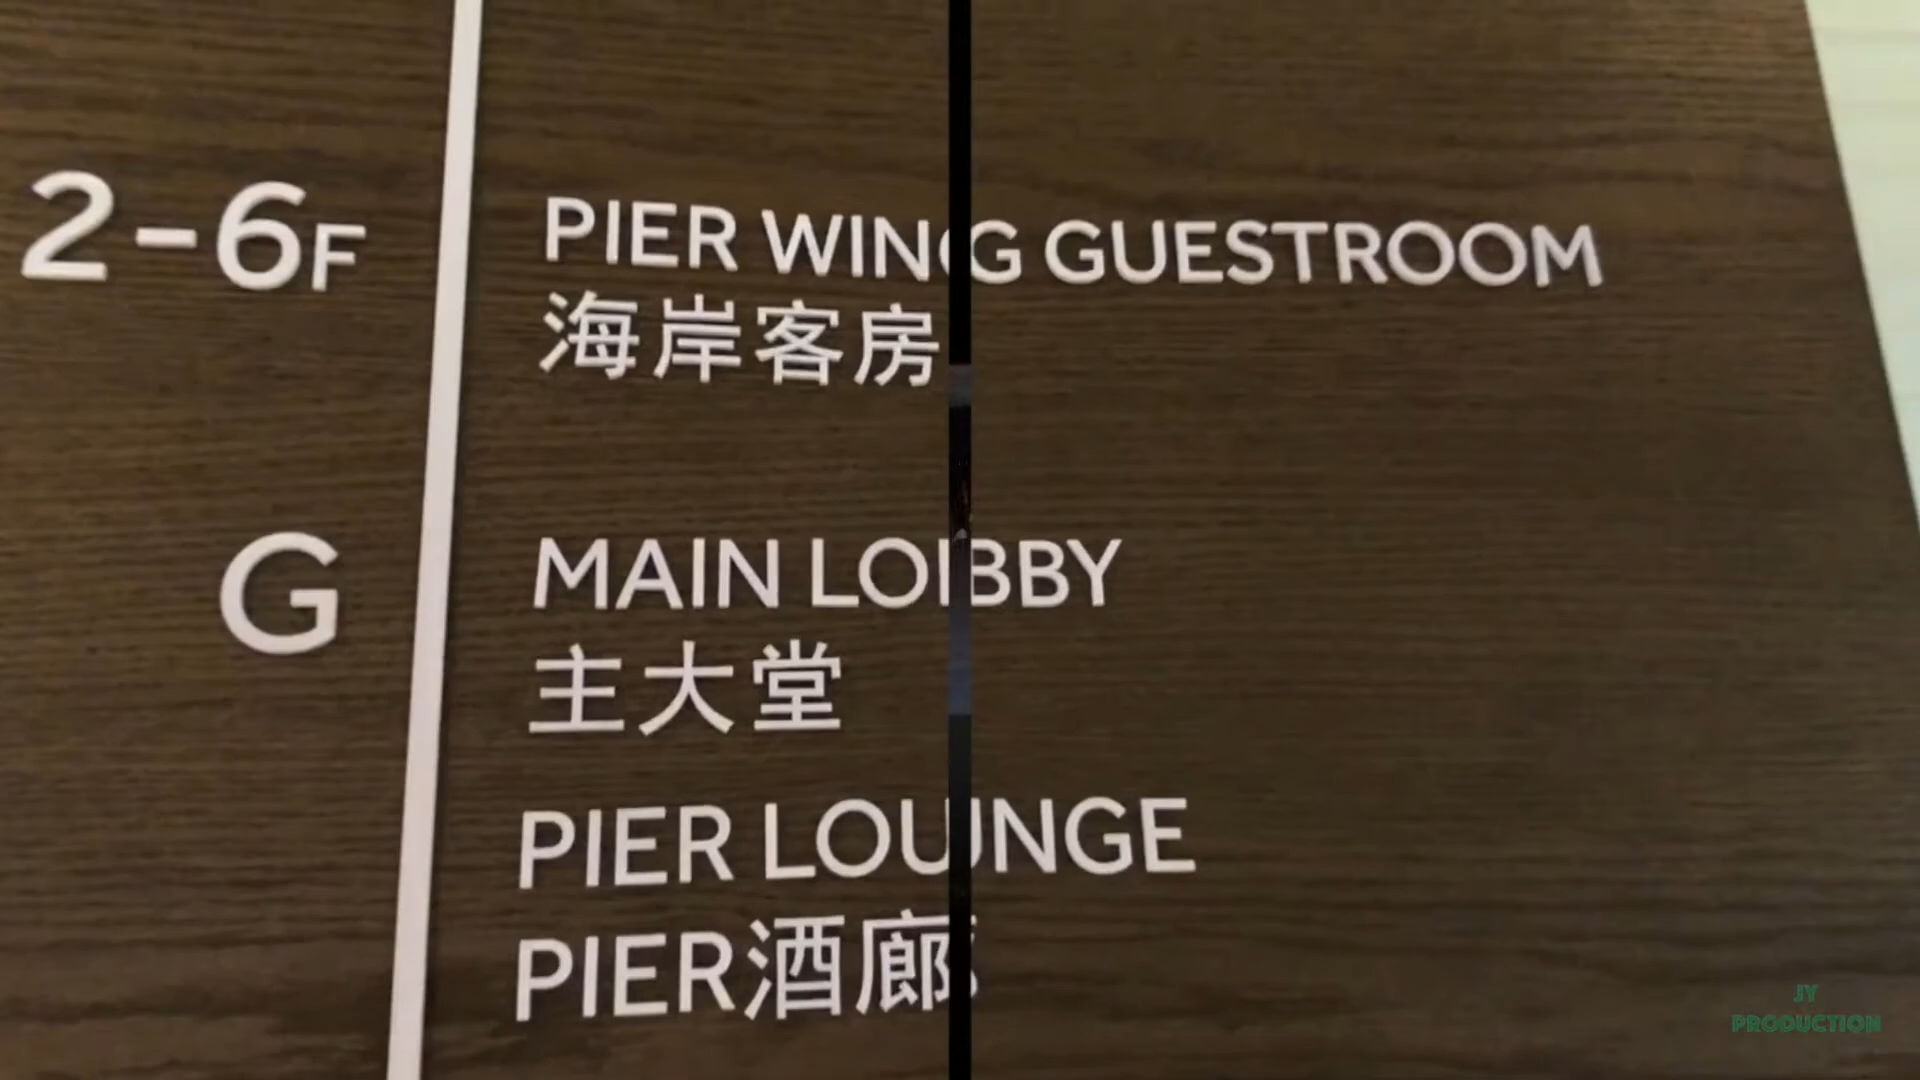 2-6F
PIER WING GUESTROOM
海岸客房
G
MAIN LOBBY
主大堂
PIER LOUNGE
PIER酒廊
JY
PRODUCTION